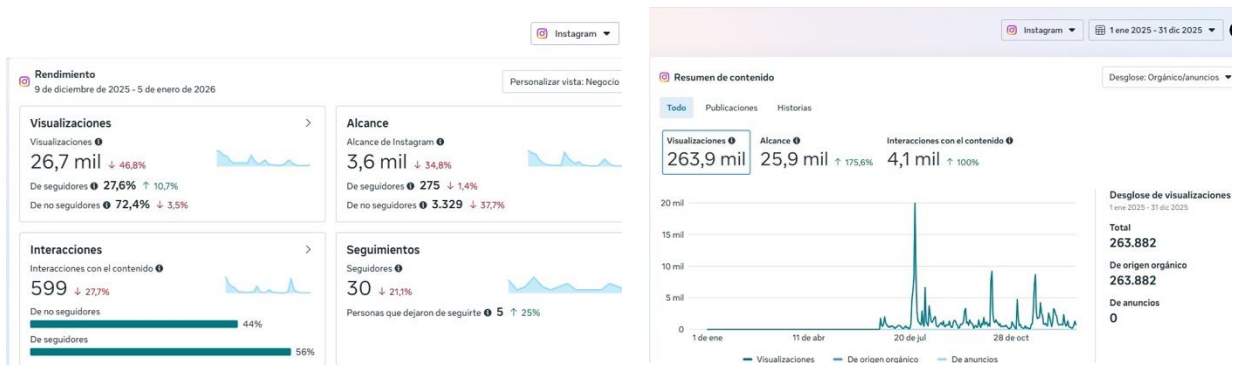 Instagram
Rendimiento
9 de diciembre de 2025 - 5 de enero de 2026
Personalizar vista: Negocio
Visualizaciones
Visualizaciones
26,7 mil ↓ 46,8%
De seguidores 27,6% ↑ 10,7%
De no seguidores 72,4% ↓ 3,5%
Alcance
Alcance de Instagram
3,6 mil ↓ 34,8%
De seguidores 275 ↓ 1,4%
De no seguidores 3.329 ↓ 37,7%
Interacciones
Interacciones con el contenido
599 ↓ 27,7%
De no seguidores
44%
De seguidores
56%
Seguimientos
Seguidores
30 ↓ 21,1%
Personas que dejaron de seguirte 5 ↑ 25%
Instagram
1 ene 2025 - 31 dic 2025
Resumen de contenido
Desglose: Orgánico/anuncios
Todo Publicaciones Historias
Visualizaciones
263,9 mil
Alcance
25,9 mil ↑ 175,6%
Interacciones con el contenido
4,1 mil ↑ 100%
20 mil
15 mil
10 mil
5 mil
0
1 de ene 11 de abr 20 de jul 28 de oct
Visualizaciones De origen orgánico De anuncios
Desglose de visualizaciones
1 ene 2025 - 31 dic 2025
Total
263.882
De origen orgánico
263.882
De anuncios
0